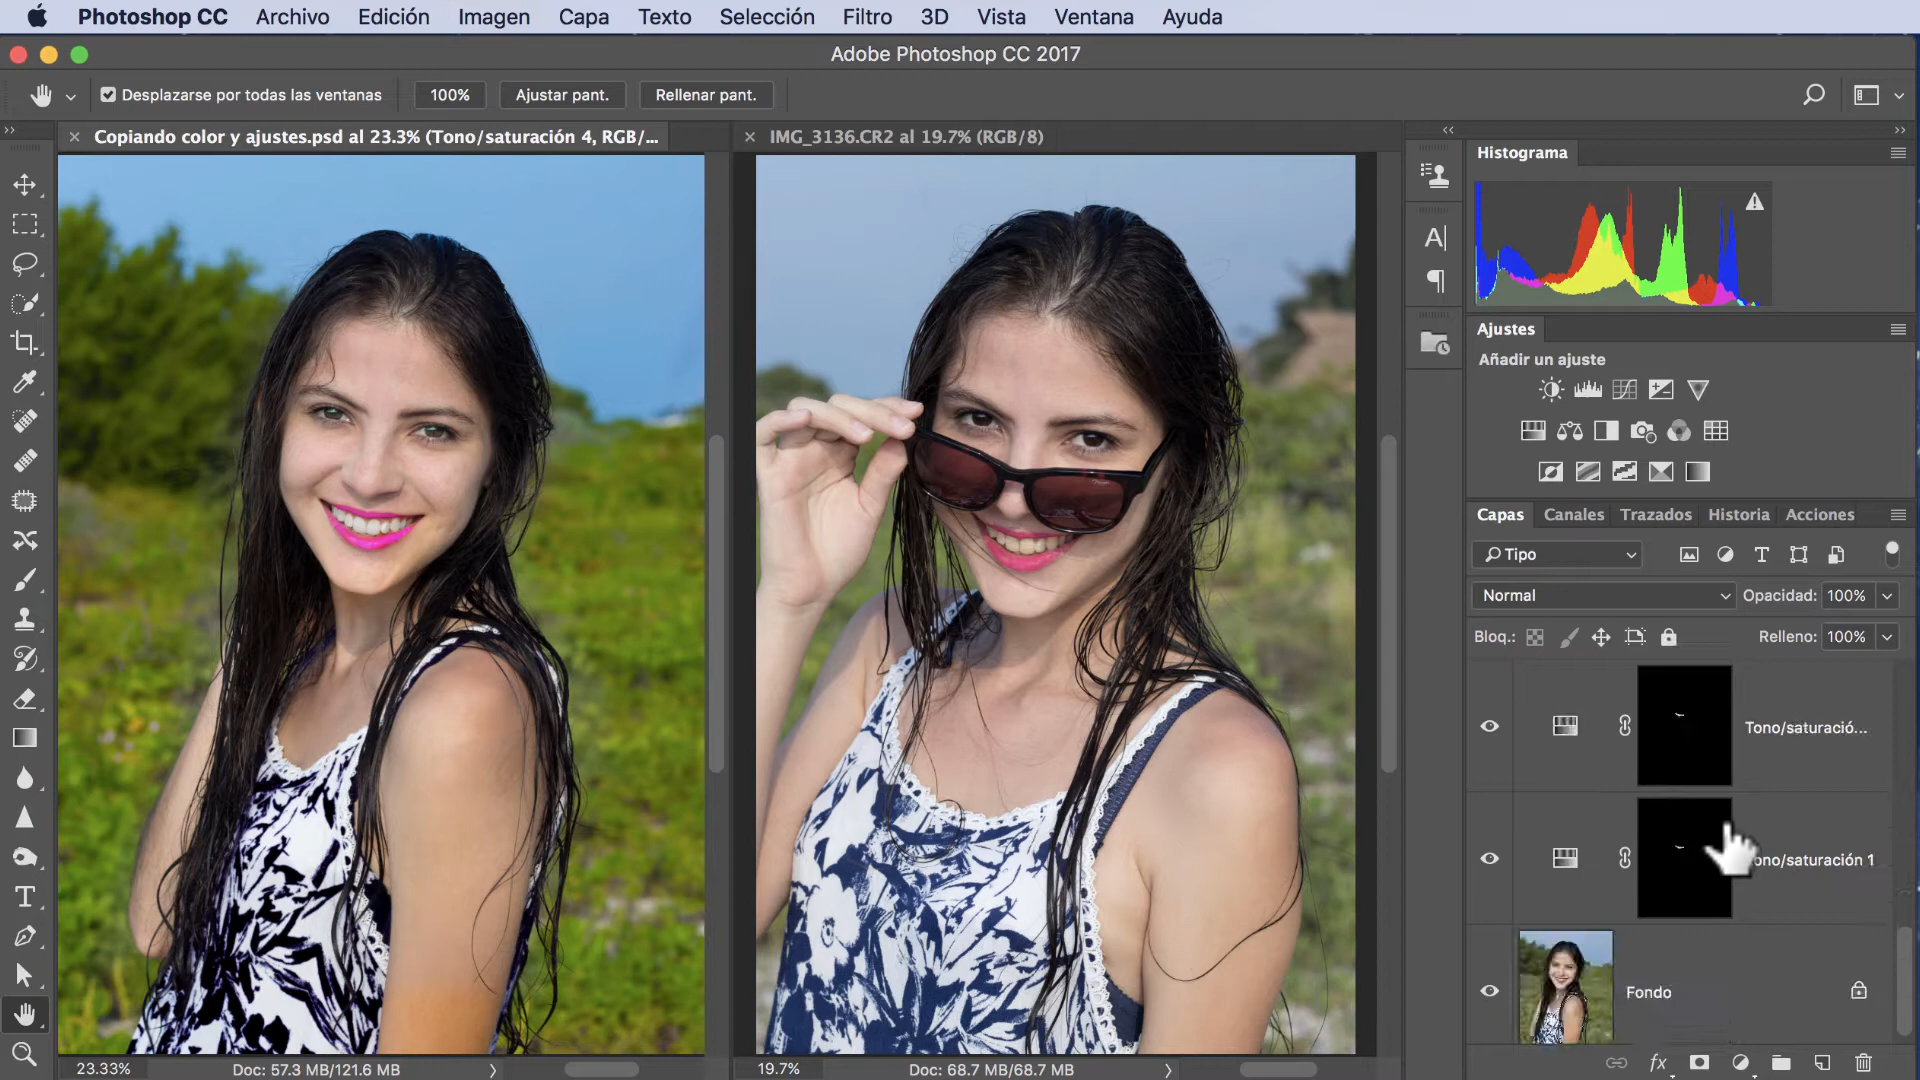 Photoshop CC Archivo Edición Imagen Capa Texto Selección Filtro 3D Vista Ventana Ayuda
Adobe Photoshop CC 2017
Desplazarse por todas las ventanas 100% Ajustar pant. Rellenar pant.
Copiando color y ajustes.psd al 23.3% (Tono/saturación 4, RGB/...
IMG_3136.CR2 al 19.7% (RGB/8)
Histograma
Ajustes
Añadir un ajuste
Capas Canales Trazados Historia Acciones
Tipo
Normal Opacidad: 100%
Bloq.: Relleno: 100%
Tono/saturació...
ono/saturación 1
Fondo
23.33% Doc: 57.3 MB/121.6 MB
19.7% Doc: 68.7 MB/68.7 MB
fx